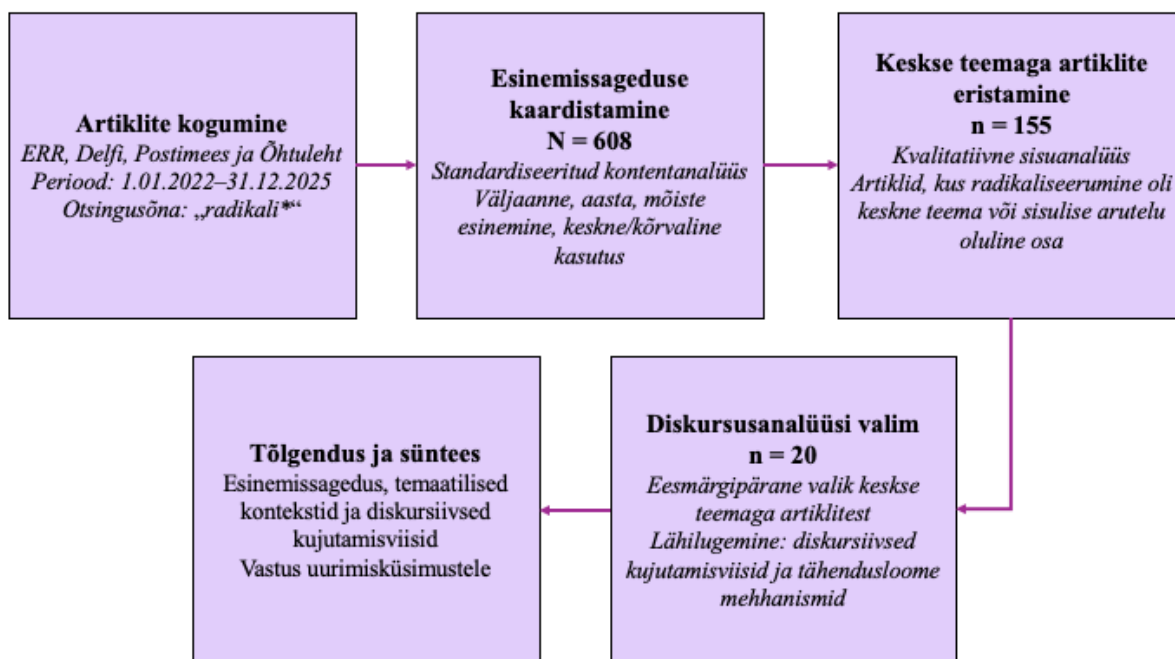 Artiklite kogumine
ERR, Delfi, Postimees ja Õhtuleht
Periood: 1.01.2022–31.12.2025
Otsingusõna: „radikali*“
Esinemissageduse
kaardistamine
N = 608
Standardiseeritud kontentanalüüs
Väljaanne, aasta, mõiste
esinemine, keskne/kõrvaline
kasutus
Keskse teemaga artiklite
eristamine
n = 155
Kvalitatiivne sisuanalüüs
Artiklid, kus radikaliseerumine oli
keskne teema või sisulise arutelu
oluline osa
Diskursusanalüüsi valim
n = 20
Eesmärgipärane valik keskse
teemaga artiklitest
Lähilugemine: diskursiivsed
kujutamisviisid ja tähendusloome
mehhanismid
Tõlgendus ja süntees
Esinemissagedus, temaatilised
kontekstid ja diskursiivsed
kujutamisviisid
Vastus uurimisküsimustele